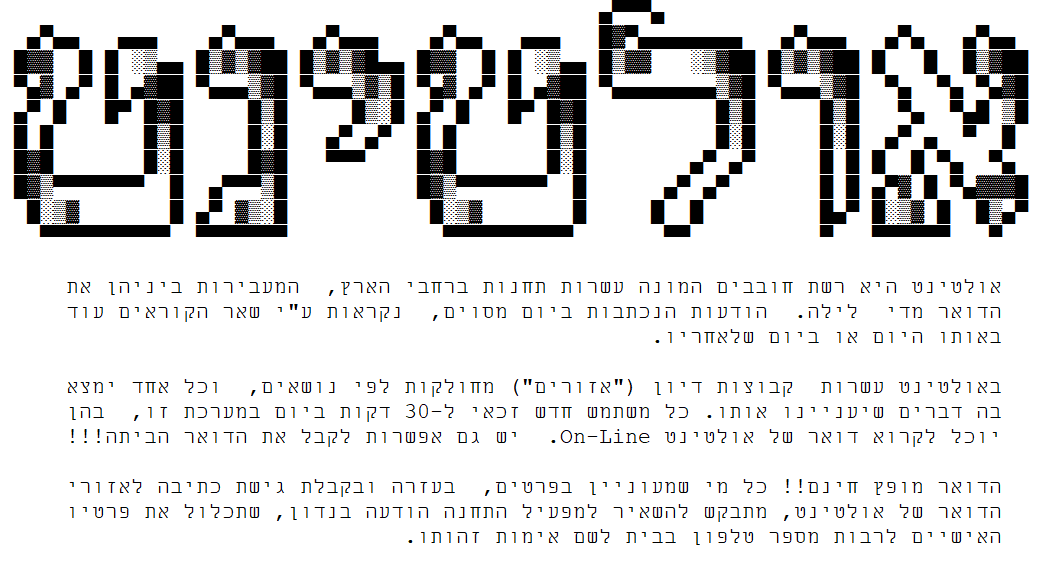 אולטינט
אולטינט היא רשת חובבים המונה עשרות תחנות ברחבי הארץ, המעבירות ביניהן את
הדואר מדי לילה. הודעות הנכתבות ביום מסוים, נקראות ע"י שאר הקוראים עוד
באותו היום או ביום שלאחריו.
באולטינט עשרות קבוצות דיון ("אזורים") מחולקות לפי נושאים, וכל אחד ימצא
בה דברים שיעניינו אותו. כל משתמש חדש זכאי ל-30 דקות ביום במערכת זו, בהן
יוכל לקרוא דואר של אולטינט On-Line. יש גם אפשרות לקבל את הדואר הביתה!!!
הדואר מופץ חינם!! כל מי שמעוניין בפרטים, בעזרה ובקבלת גישת כתיבה לאזורי
הדואר של אולטינט, מתבקש להשאיר למפעיל התחנה הודעה בנדון, שתכלול את פרטיו
האישיים לרבות מספר טלפון בבית לשם אימות זהותו.